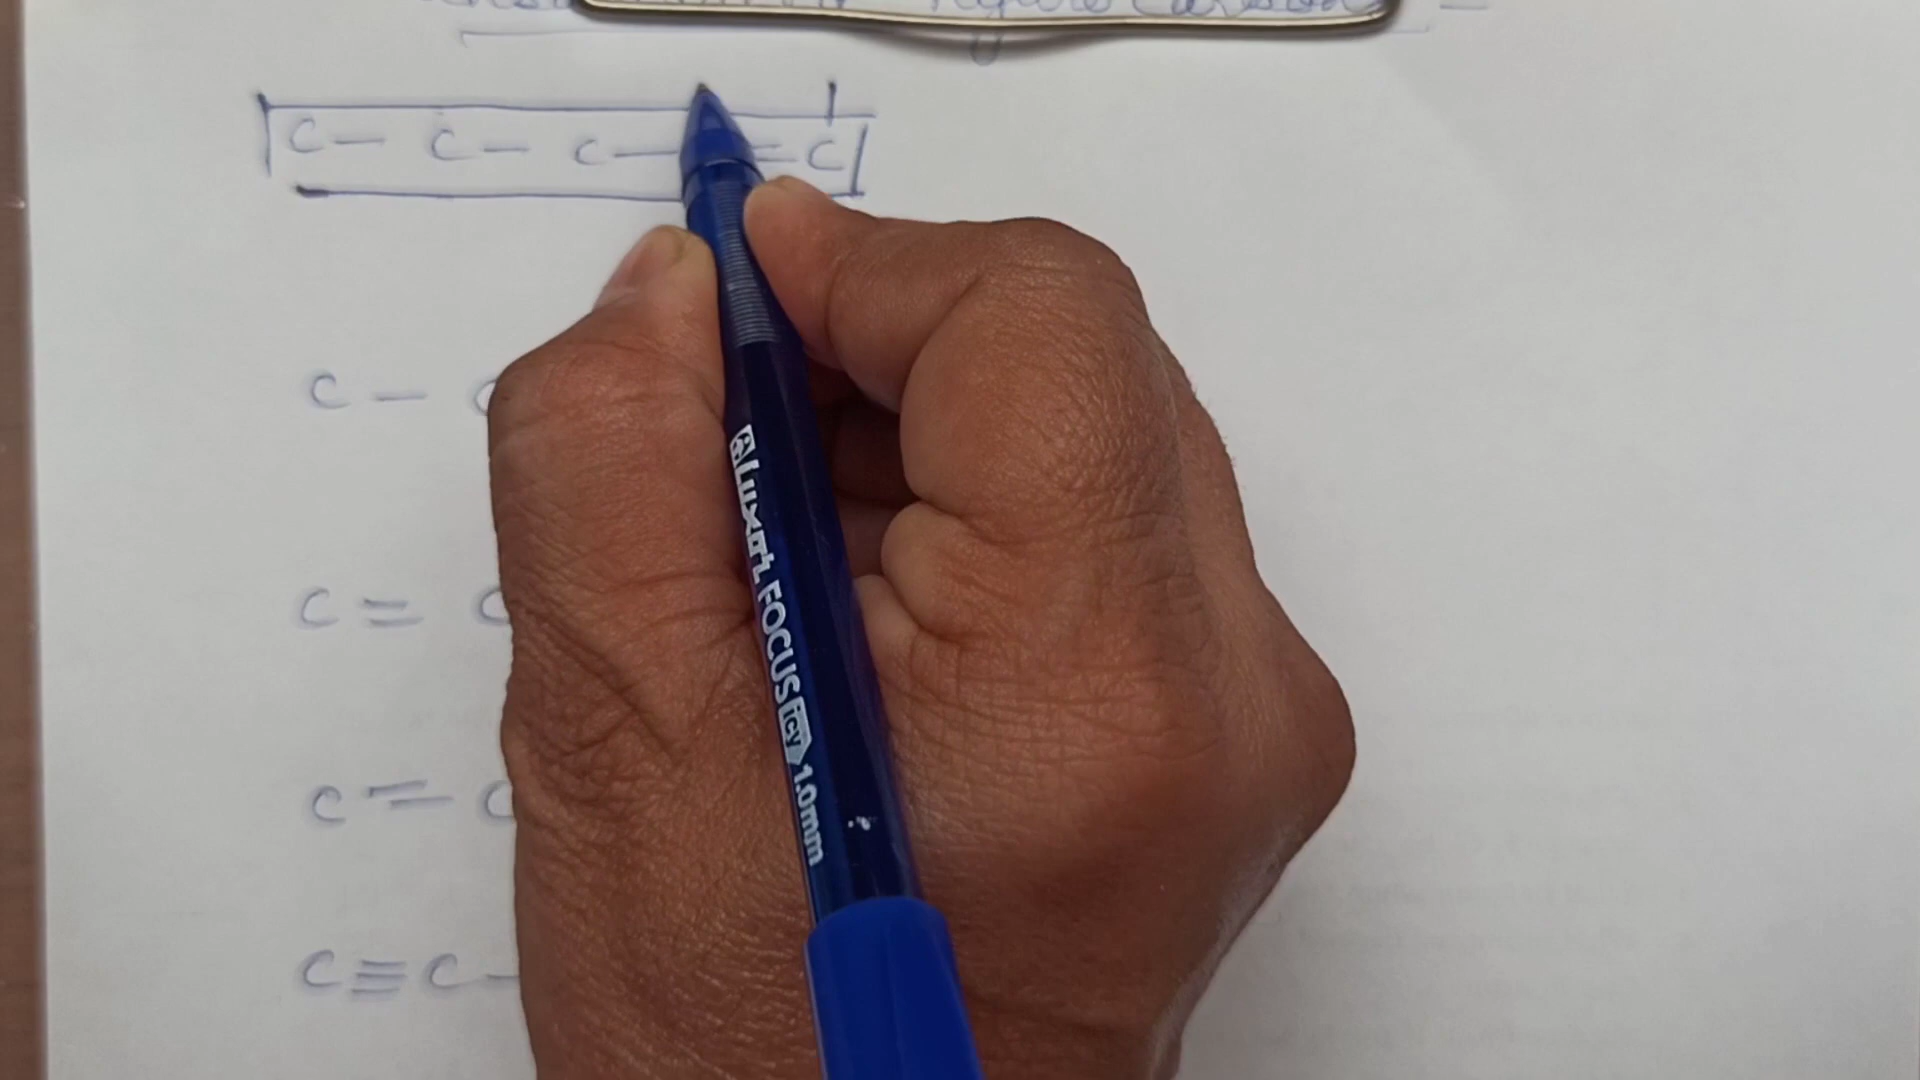 C – C – C – = C
C –
C =
C =
C ≡ C –
Luxor FOCUS icy 1.0mm